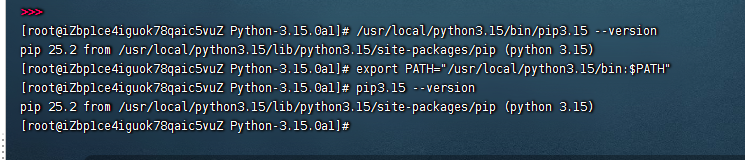 >>>
[root@iZbp1ce4iguok78qaic5vuZ Python-3.15.0a1]# /usr/local/python3.15/bin/pip3.15 --version
pip 25.2 from /usr/local/python3.15/lib/python3.15/site-packages/pip (python 3.15)
[root@iZbp1ce4iguok78qaic5vuZ Python-3.15.0a1]# export PATH="/usr/local/python3.15/bin:$PATH"
[root@iZbp1ce4iguok78qaic5vuZ Python-3.15.0a1]# pip3.15 --version
pip 25.2 from /usr/local/python3.15/lib/python3.15/site-packages/pip (python 3.15)
[root@iZbp1ce4iguok78qaic5vuZ Python-3.15.0a1]#